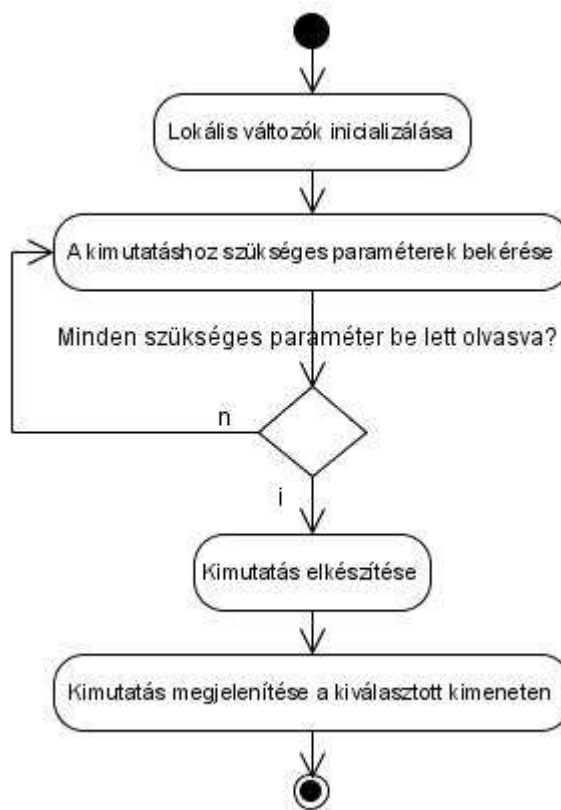 Lokális változók inicializálása
A kimutatáshoz szükséges paraméterek bekérése
Minden szükséges paraméter be lett olvasva?
n
i
Kimutatás elkészítése
Kimutatás megjelenítése a kiválasztott kimeneten